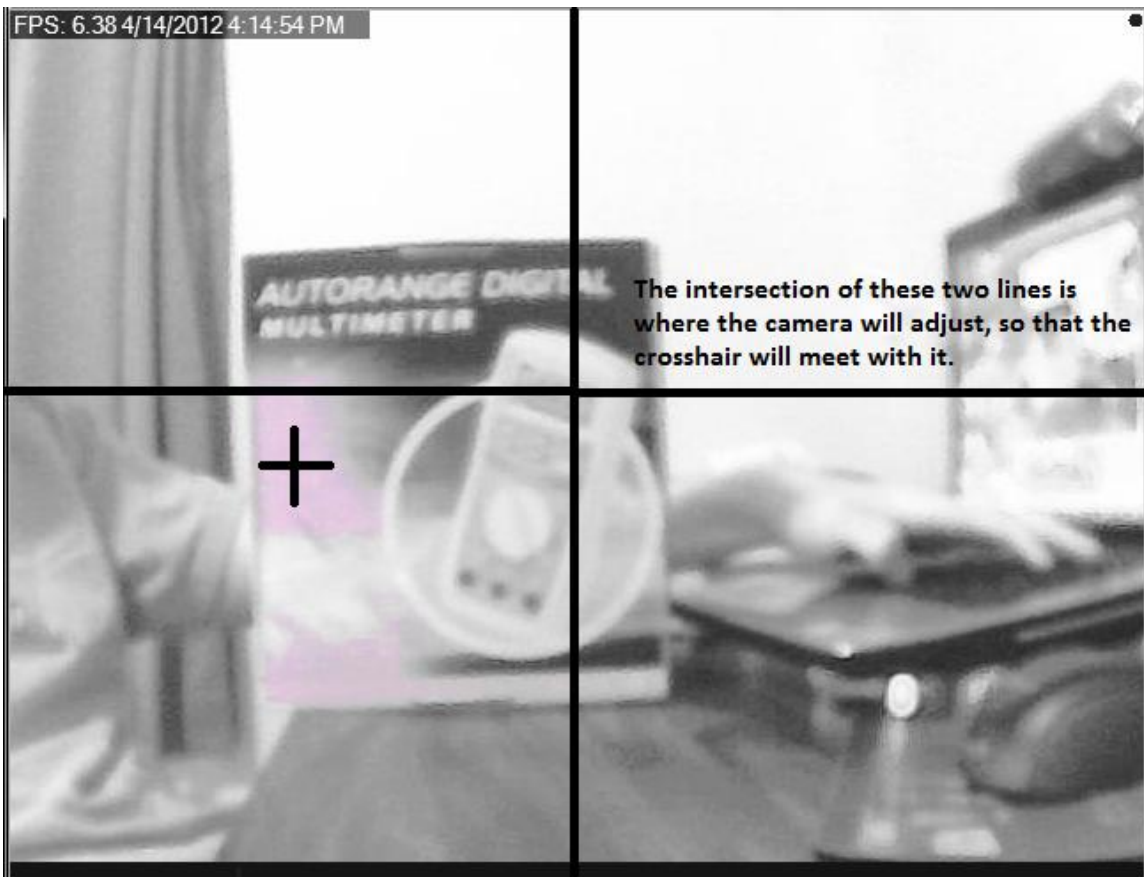 FPS: 6.38 4/14/2012 4:14:54 PM
AUTORANGE DIGITAL
MULTIMETER
The intersection of these two lines is
where the camera will adjust, so that the
crosshair will meet with it.